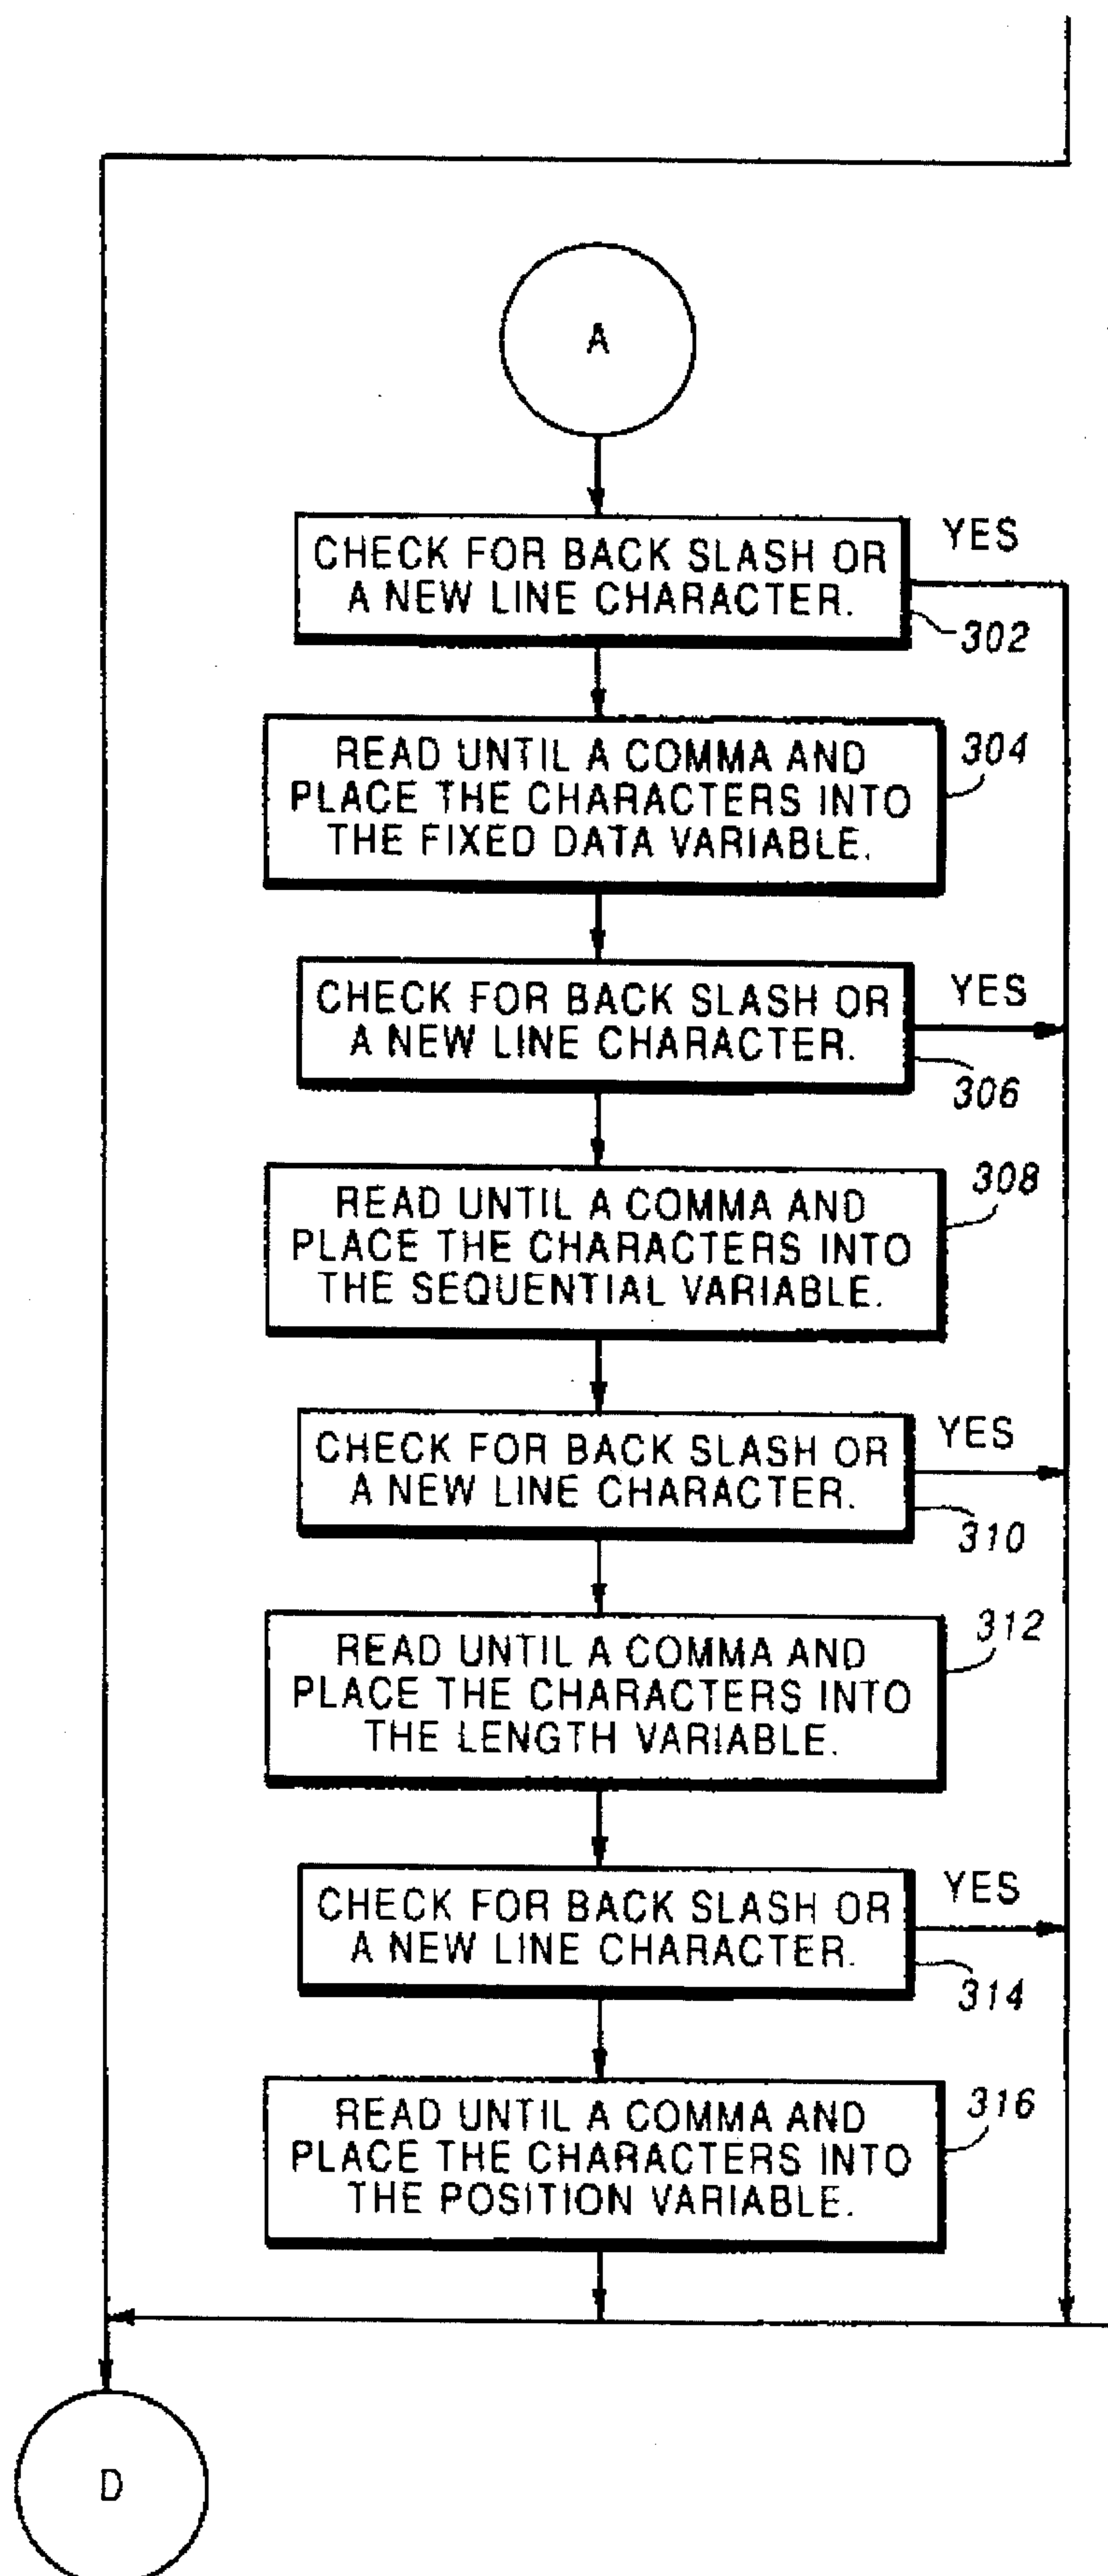 A
CHECK FOR BACK SLASH OR
A NEW LINE CHARACTER.
YES
302
READ UNTIL A COMMA AND
PLACE THE CHARACTERS INTO
THE FIXED DATA VARIABLE.
304
CHECK FOR BACK SLASH OR
A NEW LINE CHARACTER.
YES
306
READ UNTIL A COMMA AND
PLACE THE CHARACTERS INTO
THE SEQUENTIAL VARIABLE.
308
CHECK FOR BACK SLASH OR
A NEW LINE CHARACTER.
YES
310
READ UNTIL A COMMA AND
PLACE THE CHARACTERS INTO
THE LENGTH VARIABLE.
312
CHECK FOR BACK SLASH OR
A NEW LINE CHARACTER.
YES
314
READ UNTIL A COMMA AND
PLACE THE CHARACTERS INTO
THE POSITION VARIABLE.
316
D